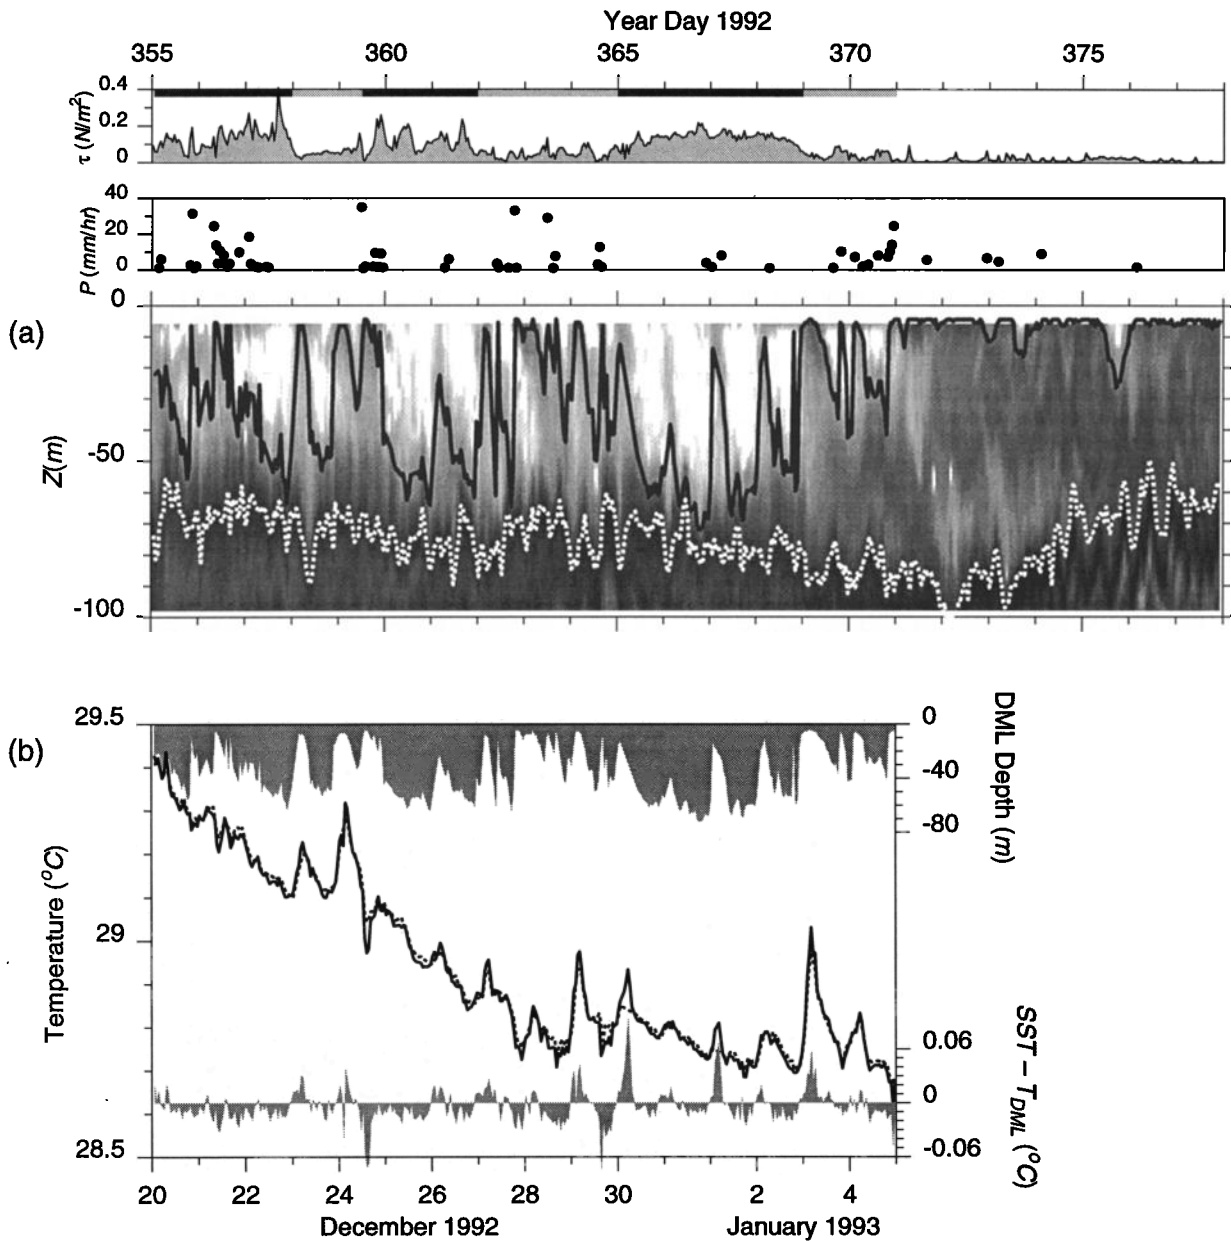 Year Day 1992
355 360 365 370 375
0.4
0.2
0
τ (N/m²)
40
20
0
P (mm/hr)
(a)
0
-50
-100
Z(m)
(b)
29.5
29
28.5
Temperature (°C)
0
-40
-80
DML Depth (m)
0.06
0
-0.06
SST – T_DML (°C)
20 22 24 26 28 30 2 4
December 1992 January 1993